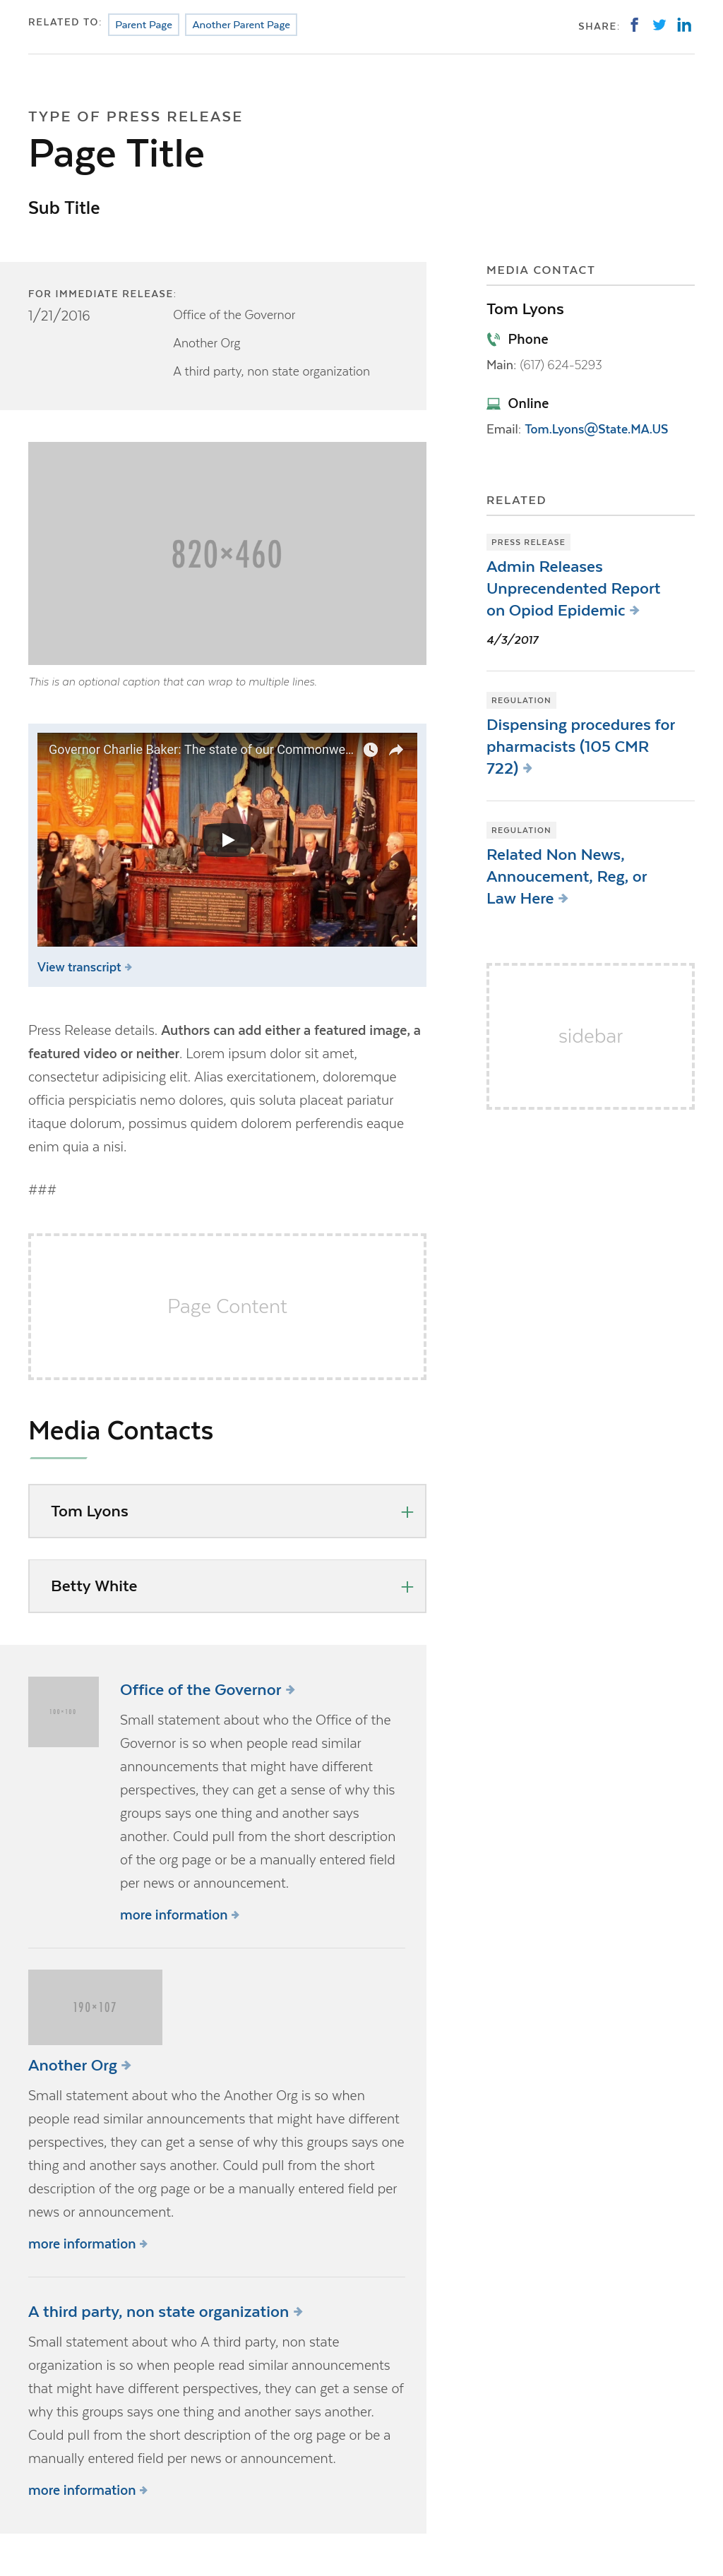 RELATED TO: Parent Page Another Parent Page
SHARE:
TYPE OF PRESS RELEASE
Page Title
Sub Title
FOR IMMEDIATE RELEASE:
1/21/2016
Office of the Governor
Another Org
A third party, non state organization
820×460
This is an optional caption that can wrap to multiple lines.
Governor Charlie Baker: The state of our Commonwe...
View transcript
Press Release details. Authors can add either a featured image, a
featured video or neither. Lorem ipsum dolor sit amet,
consectetur adipisicing elit. Alias exercitationem, doloremque
officia perspiciatis nemo dolores, quis soluta placeat pariatur
itaque dolorum, possimus quidem dolorem perferendis eaque
enim quia a nisi.
###
Page Content
Media Contacts
Tom Lyons
Betty White
100×100
Office of the Governor
Small statement about who the Office of the
Governor is so when people read similar
announcements that might have different
perspectives, they can get a sense of why this
groups says one thing and another says
another. Could pull from the short description
of the org page or be a manually entered field
per news or announcement.
more information
190×107
Another Org
Small statement about who the Another Org is so when
people read similar announcements that might have different
perspectives, they can get a sense of why this groups says one
thing and another says another. Could pull from the short
description of the org page or be a manually entered field per
news or announcement.
more information
A third party, non state organization
Small statement about who A third party, non state
organization is so when people read similar announcements
that might have different perspectives, they can get a sense of
why this groups says one thing and another says another.
Could pull from the short description of the org page or be a
manually entered field per news or announcement.
more information
MEDIA CONTACT
Tom Lyons
Phone
Main: (617) 624-5293
Online
Email: Tom.Lyons@State.MA.US
RELATED
PRESS RELEASE
Admin Releases
Unprecendented Report
on Opiod Epidemic
4/3/2017
REGULATION
Dispensing procedures for
pharmacists (105 CMR
722)
REGULATION
Related Non News,
Annoucement, Reg, or
Law Here
sidebar